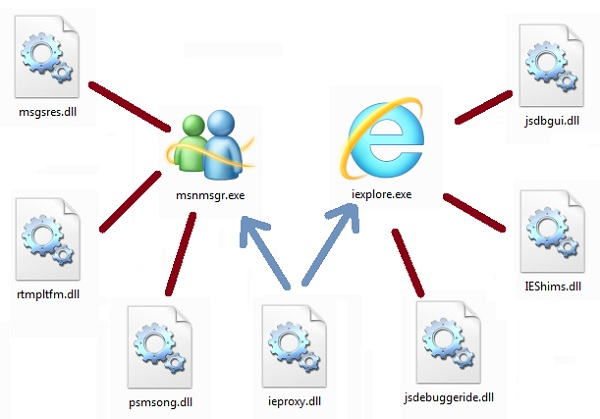 msgsres.dll
jsdbgui.dll
msnmsgr.exe
iexplore.exe
rtmpltfm.dll
IEShims.dll
psmsong.dll
ieproxy.dll
jsdebuggeride.dll